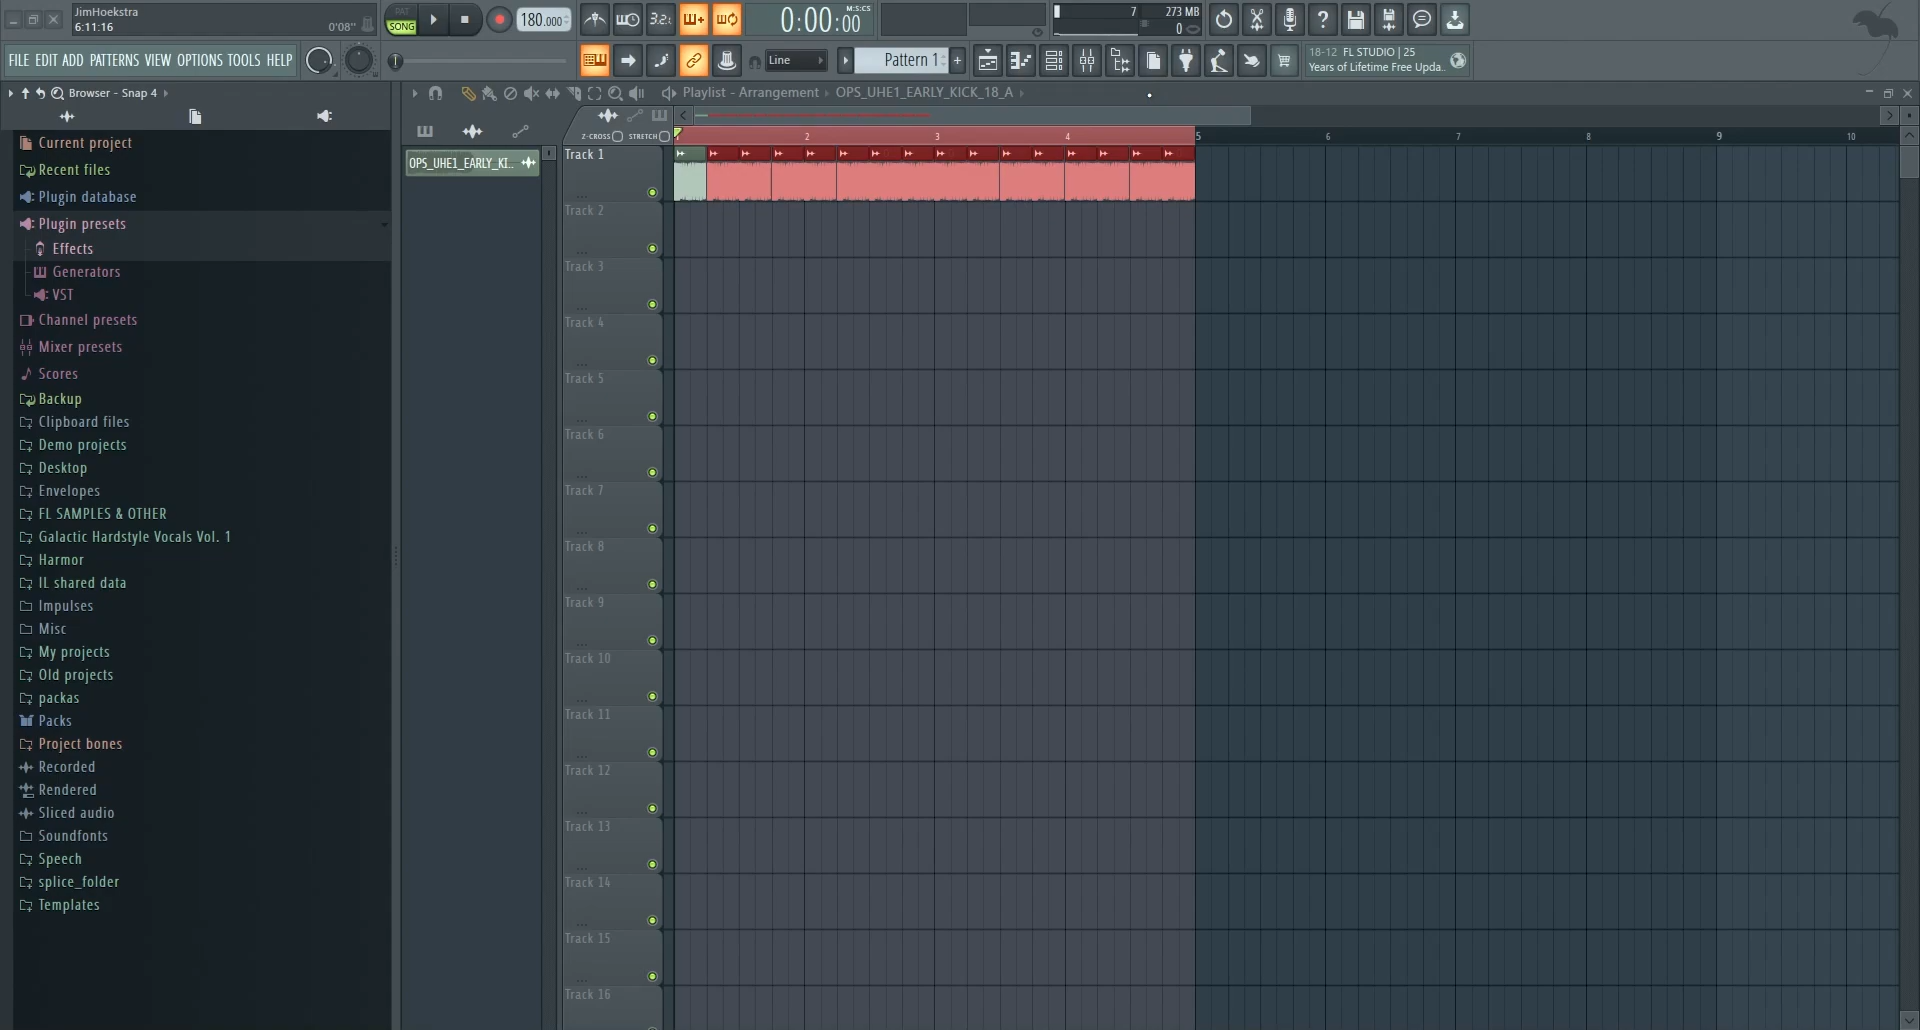 JimHoekstra
6:11:16
0'08"
PAT
SONG
180.000
3.2.
0:00:00
M:S:CS
7
273 MB
0
FILE EDIT ADD PATTERNS VIEW OPTIONS TOOLS HELP
Line
Pattern 1
18-12 FL STUDIO | 25
Years of Lifetime Free Upda..
Browser - Snap 4
Playlist - Arrangement
OPS_UHE1_EARLY_KICK_18_A
Z-CROSS
STRETCH
2
3
4
5
6
7
8
9
10
OPS_UHE1_EARLY_KI..
Current project
Recent files
Plugin database
Plugin presets
Effects
Generators
VST
Channel presets
Mixer presets
Scores
Backup
Clipboard files
Demo projects
Desktop
Envelopes
FL SAMPLES & OTHER
Galactic Hardstyle Vocals Vol. 1
Harmor
IL shared data
Impulses
Misc
My projects
Old projects
packas
Packs
Project bones
Recorded
Rendered
Sliced audio
Soundfonts
Speech
splice_folder
Templates
Track 1
Track 2
Track 3
Track 4
Track 5
Track 6
Track 7
Track 8
Track 9
Track 10
Track 11
Track 12
Track 13
Track 14
Track 15
Track 16